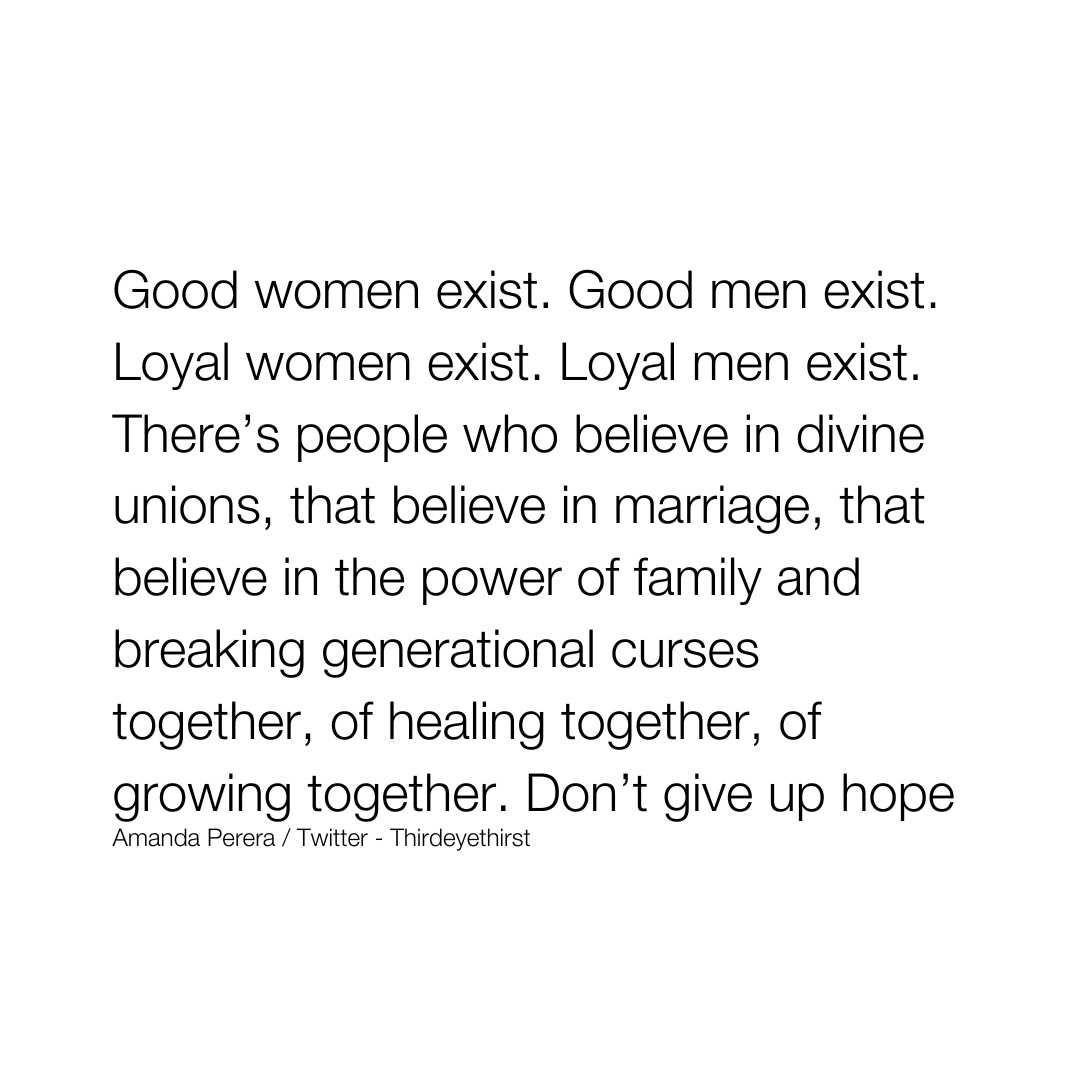 Good women exist. Good men exist.
Loyal women exist. Loyal men exist.
There’s people who believe in divine
unions, that believe in marriage, that
believe in the power of family and
breaking generational curses
together, of healing together, of
growing together. Don’t give up hope
Amanda Perera / Twitter - Thirdeyethirst